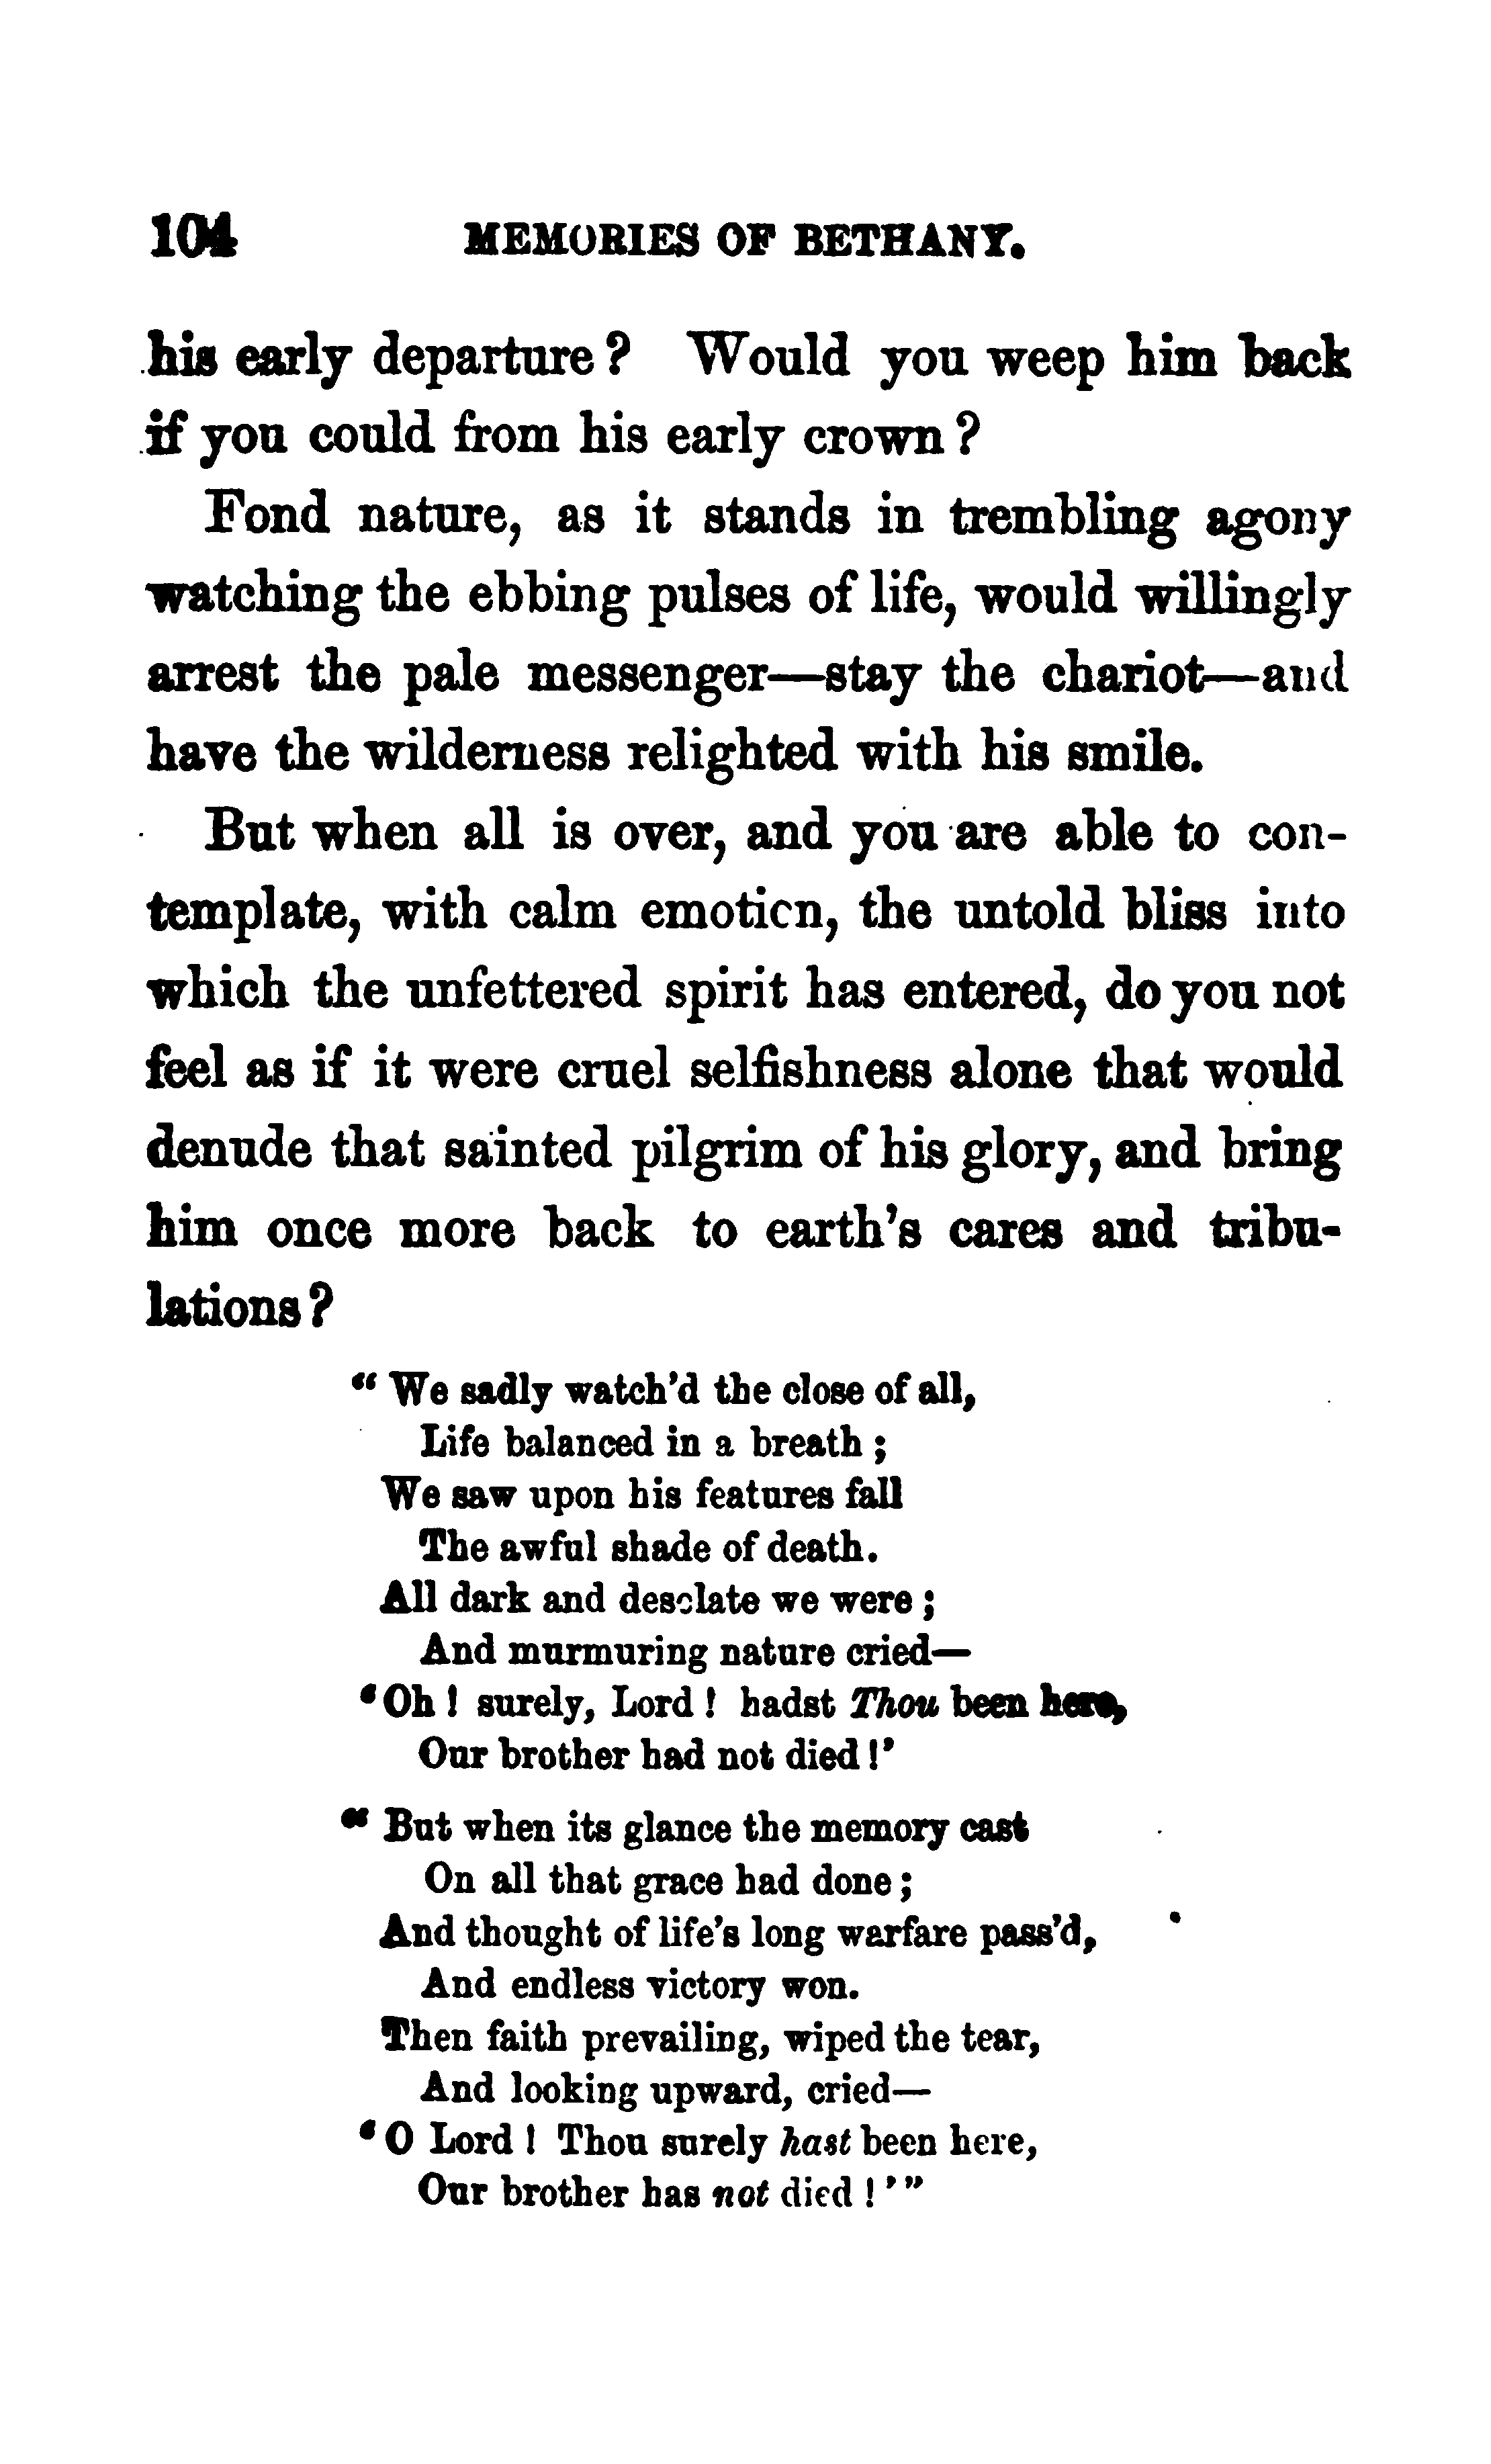 104 MEMORIES OF BETHANY.
his early departure? Would you weep him back
if you could from his early crown?
Fond nature, as it stands in trembling agony
watching the ebbing pulses of life, would willingly
arrest the pale messenger—stay the chariot—and
have the wilderness relighted with his smile.
But when all is over, and you are able to con-
template, with calm emotion, the untold bliss into
which the unfettered spirit has entered, do you not
feel as if it were cruel selfishness alone that would
denude that sainted pilgrim of his glory, and bring
him once more back to earth's cares and tribu-
lations?
“We sadly watch'd the close of all,
Life balanced in a breath;
We saw upon his features fall
The awful shade of death.
All dark and desolate we were;
And murmuring nature cried—
‘Oh! surely, Lord! hadst Thou been here,
Our brother had not died!’
“But when its glance the memory cast
On all that grace had done;
And thought of life's long warfare pass'd,
And endless victory won.
Then faith prevailing, wiped the tear,
And looking upward, cried—
‘O Lord! Thou surely hast been here,
Our brother has not died!’”